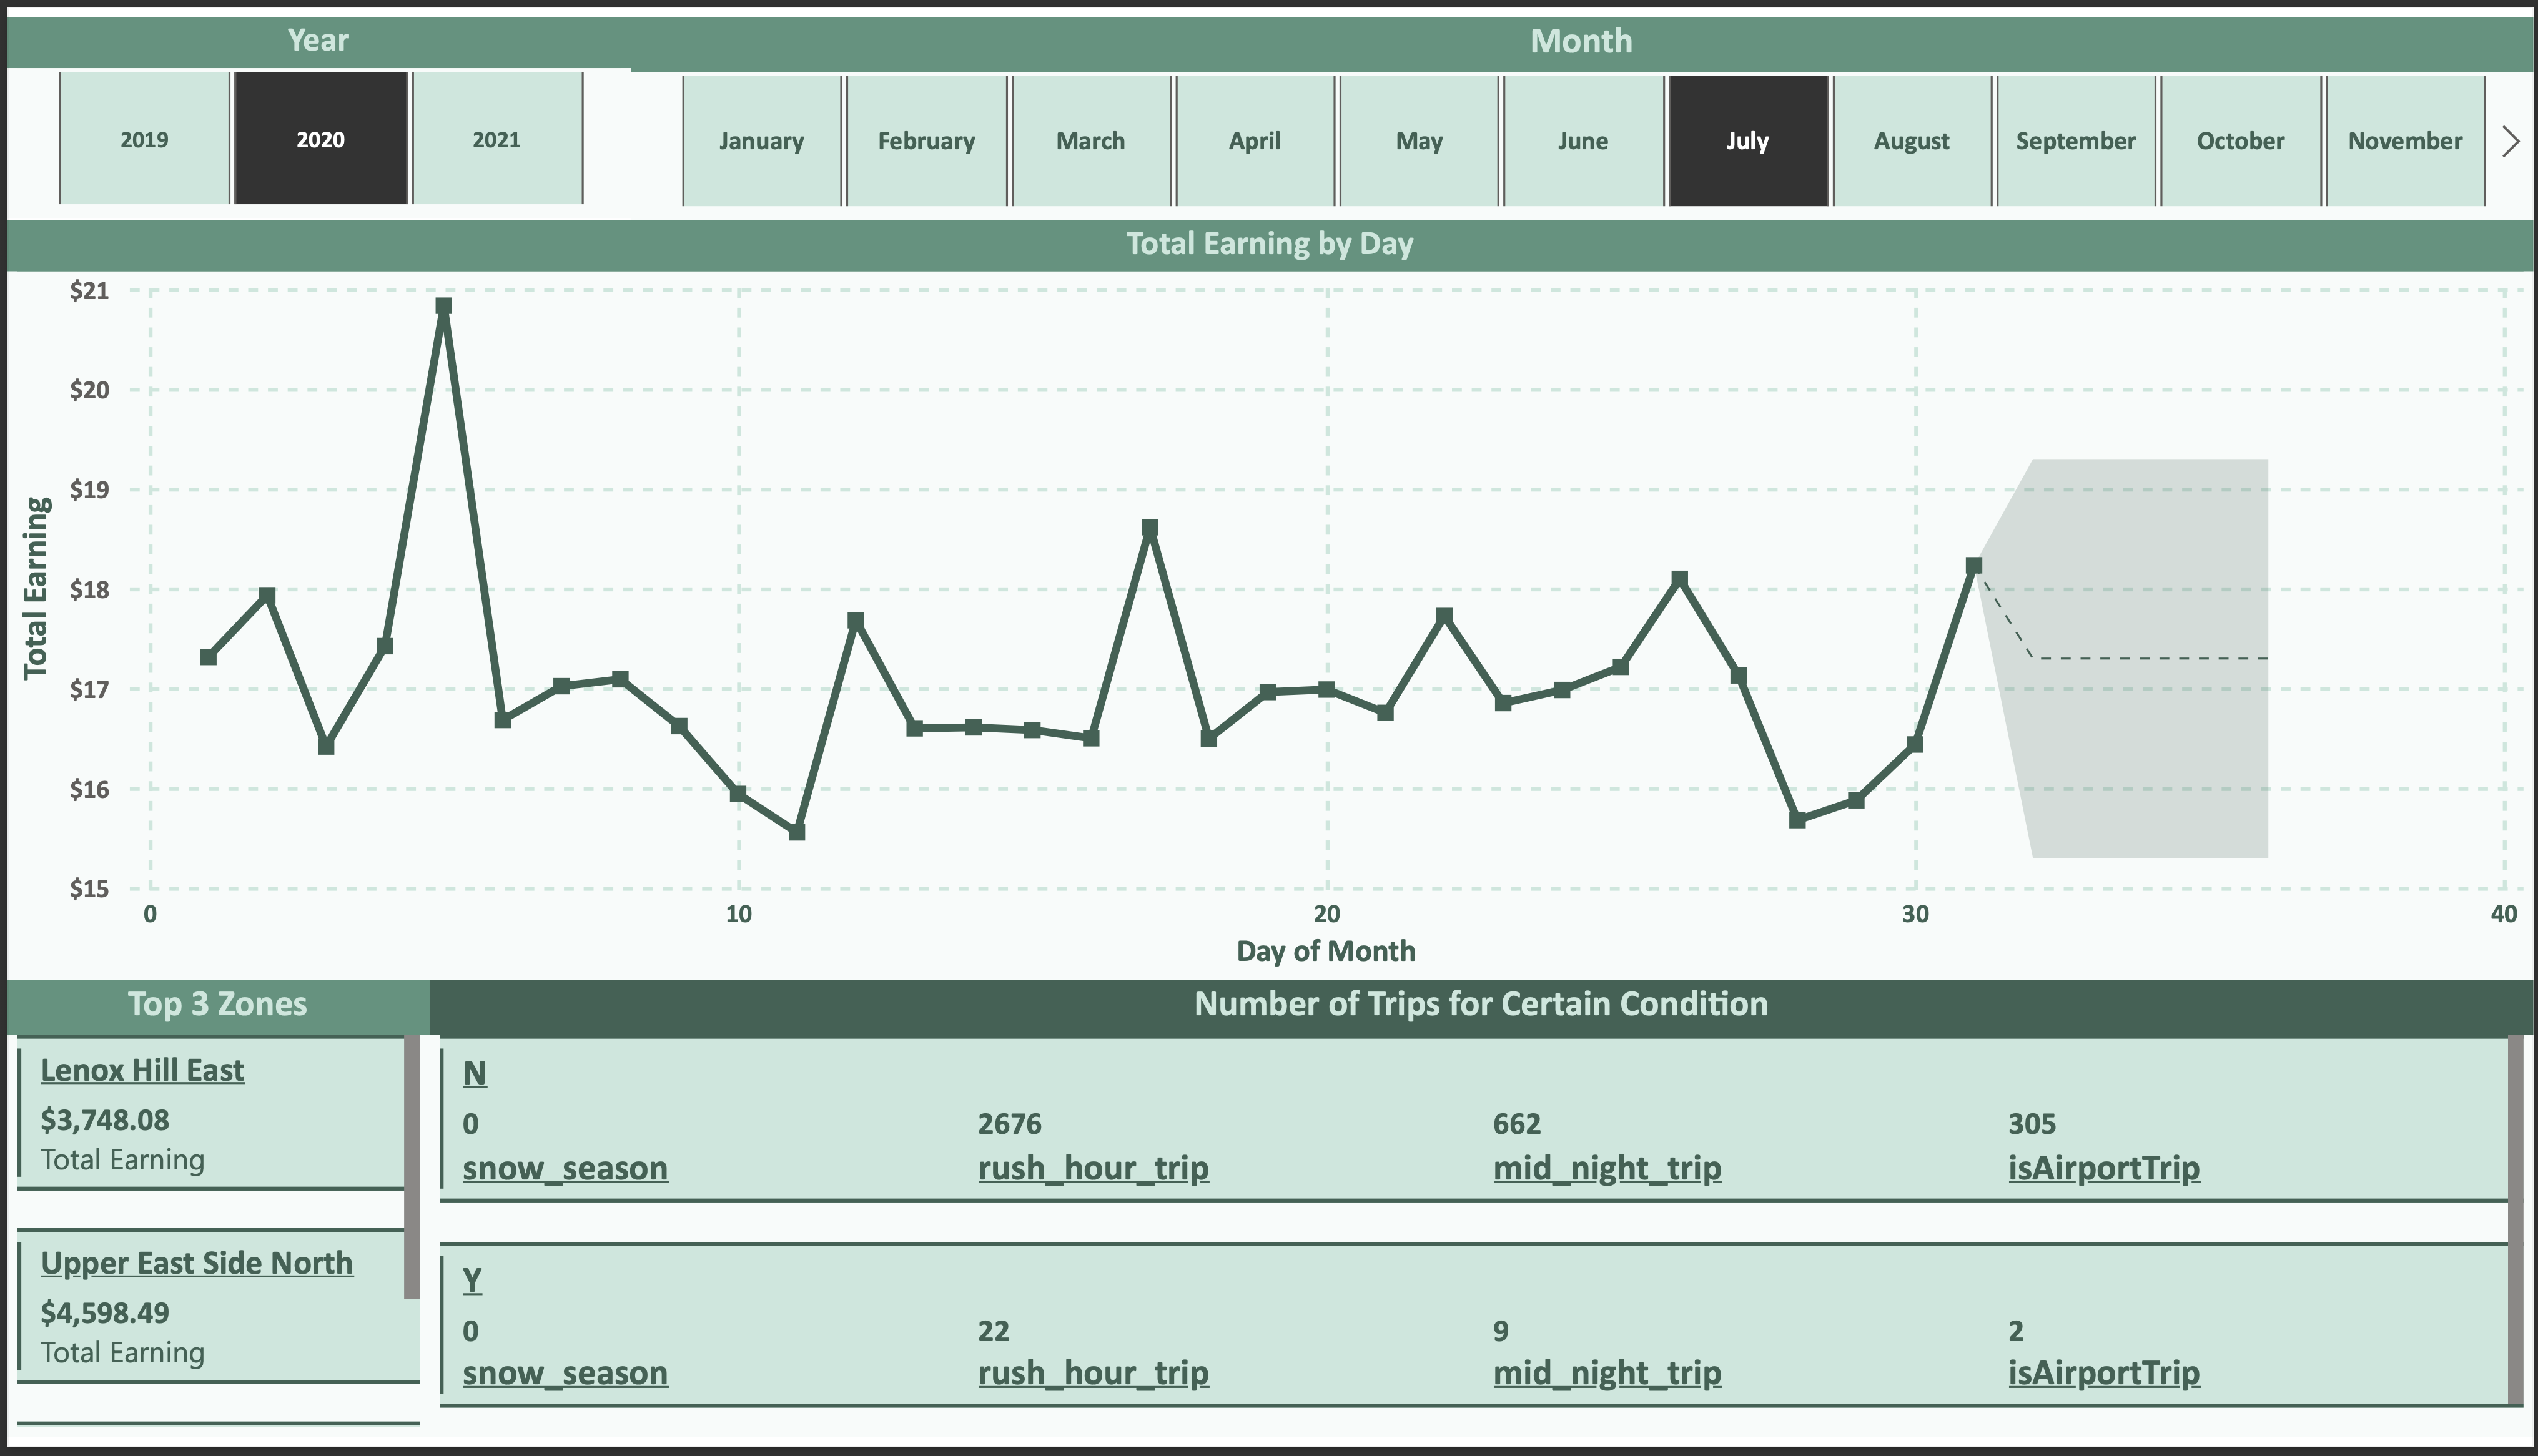 Year
Month
2019
2020
2021
January
February
March
April
May
June
July
August
September
October
November
Total Earning by Day
$21
$20
$19
$18
$17
$16
$15
Total Earning
0
10
20
30
40
Day of Month
Top 3 Zones
Number of Trips for Certain Condition
Lenox Hill East
$3,748.08
Total Earning
Upper East Side North
$4,598.49
Total Earning
N
0
2676
662
305
snow_season
rush_hour_trip
mid_night_trip
isAirportTrip
Y
0
22
9
2
snow_season
rush_hour_trip
mid_night_trip
isAirportTrip